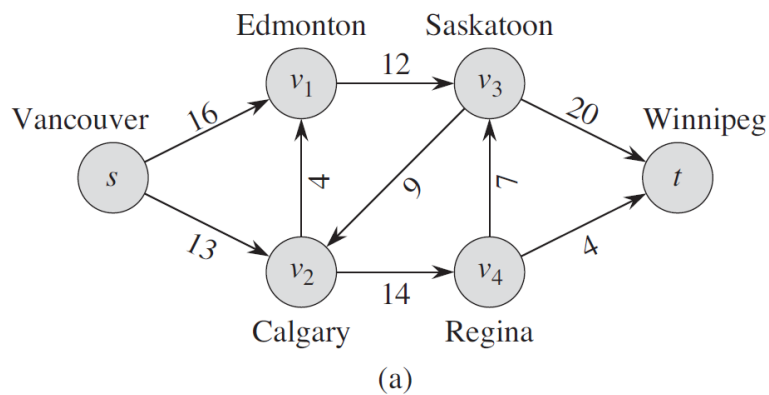 Edmonton Saskatoon
12
v1 v3
Vancouver 16 20 Winnipeg
s 4 9 7 t
13 4
v2 v4
14
Calgary Regina
(a)